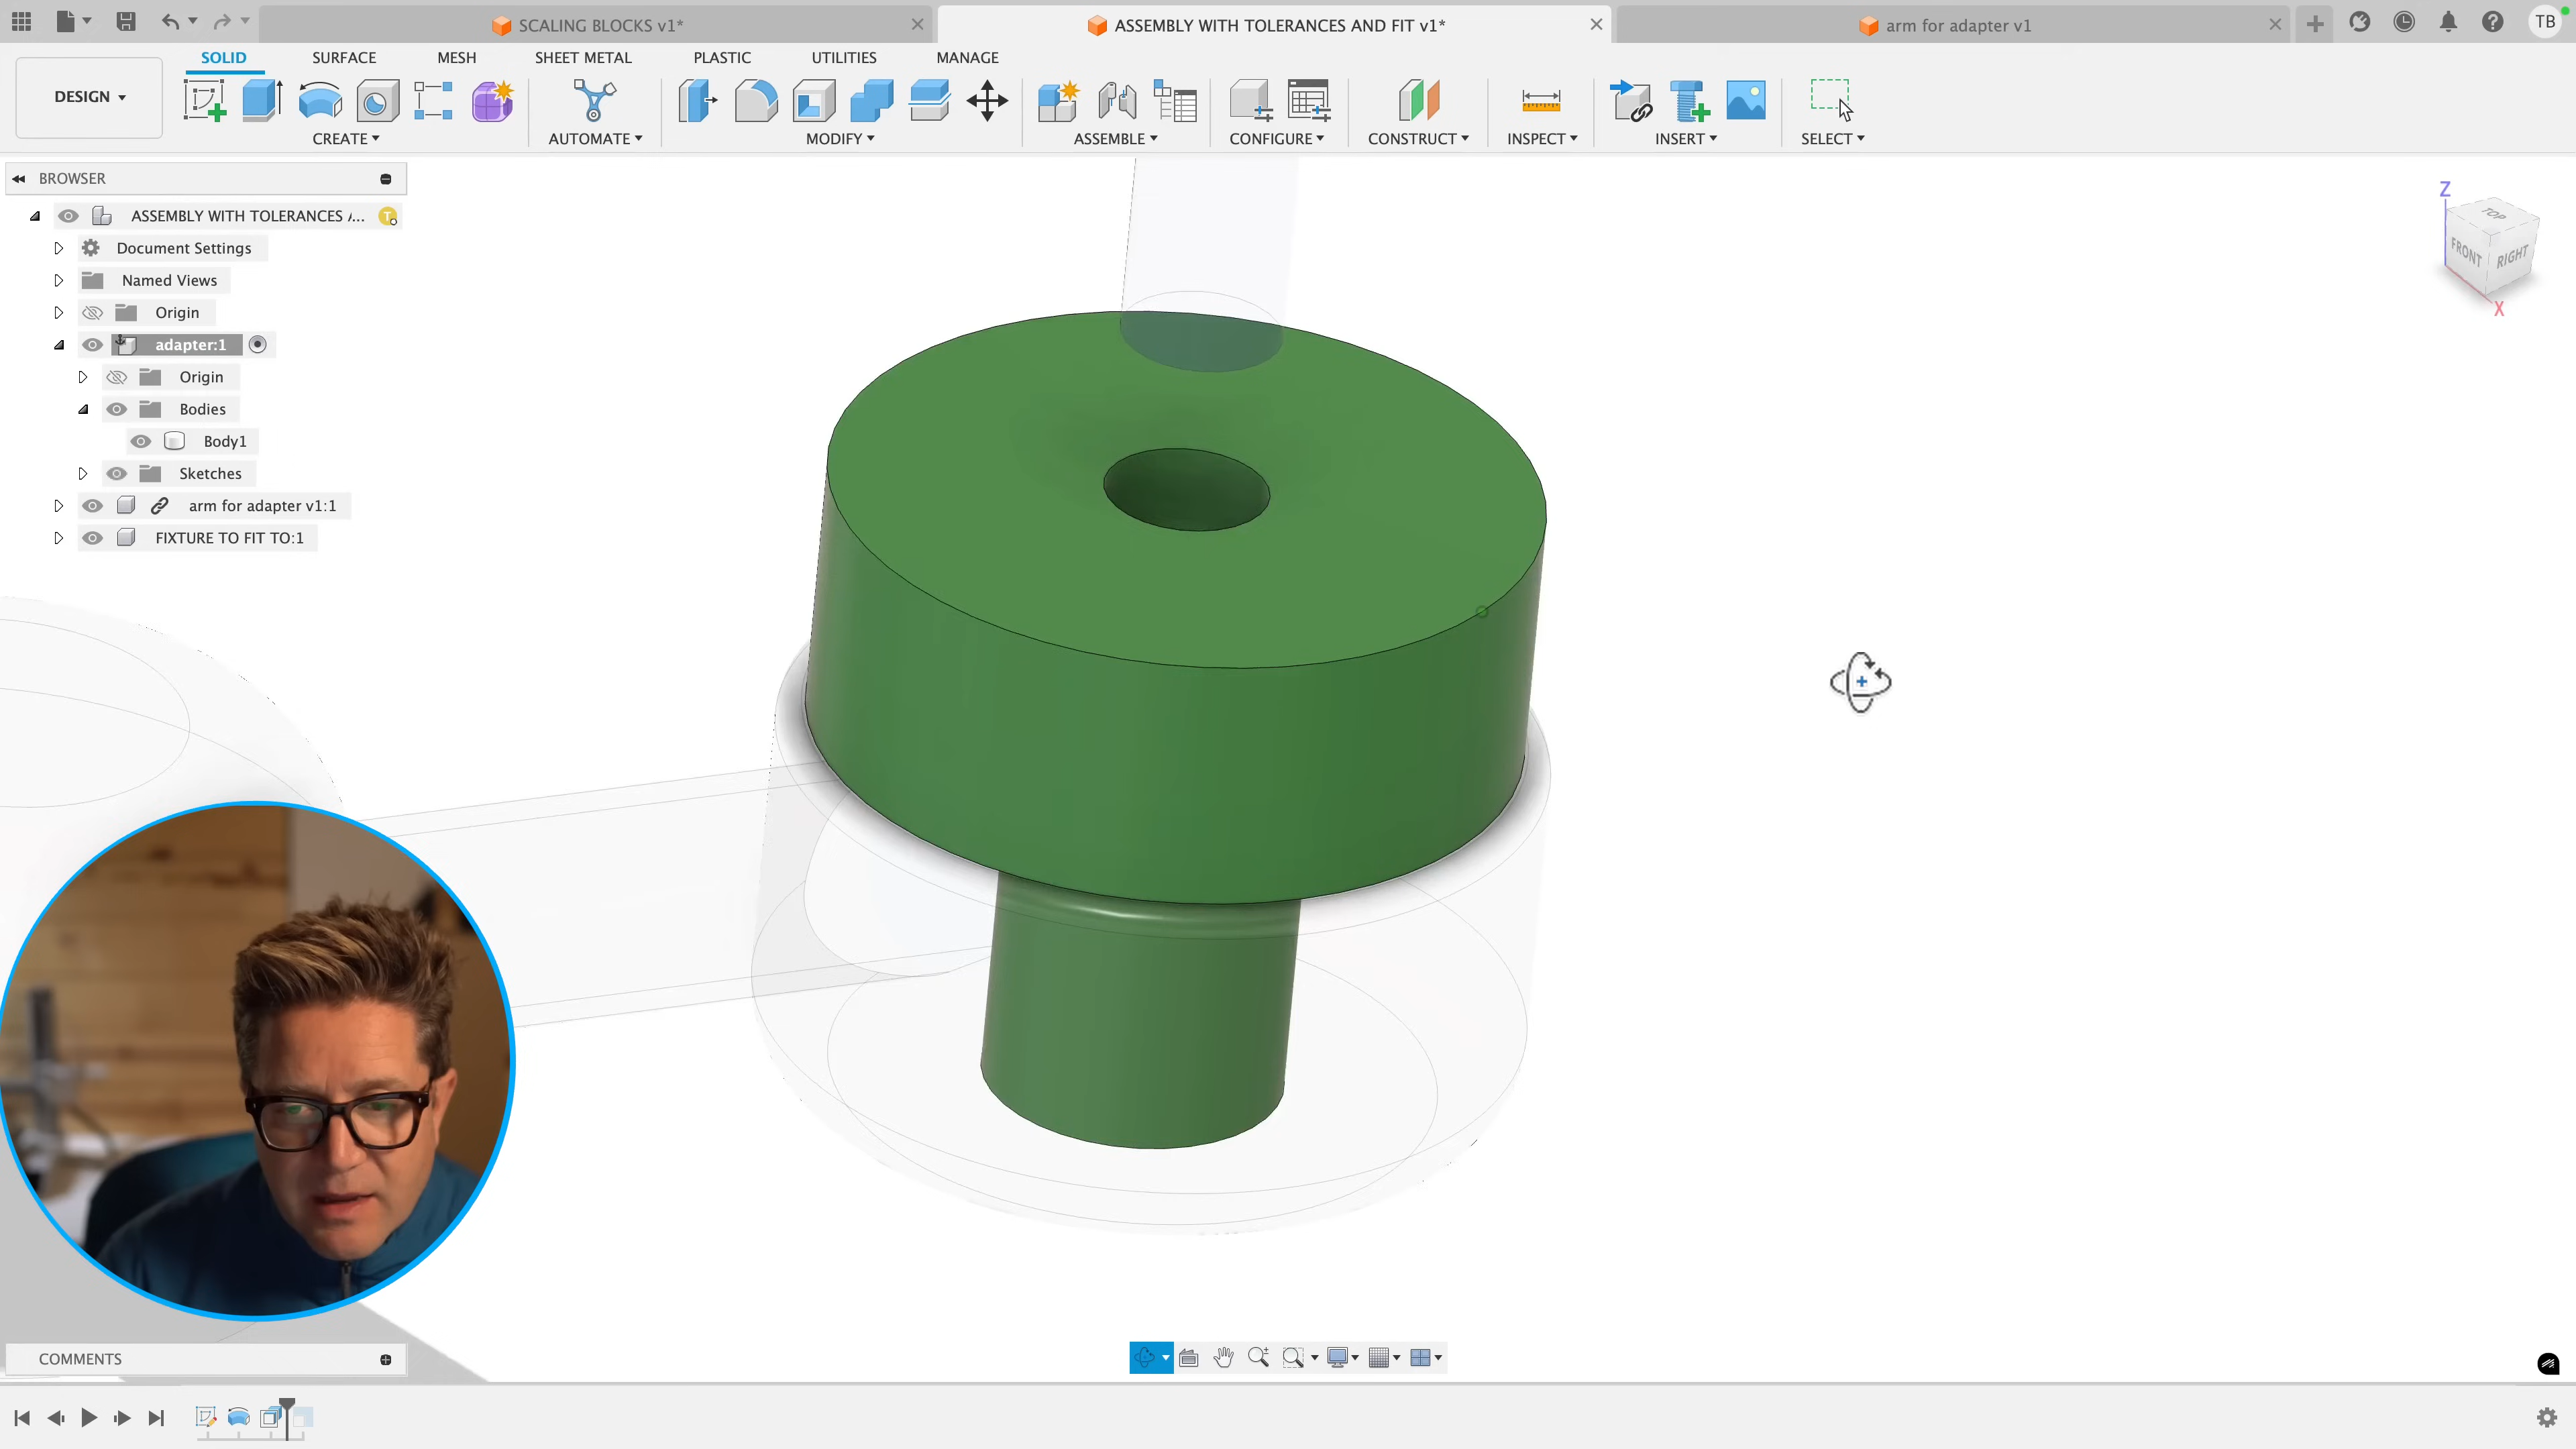 SCALING BLOCKS v1*
ASSEMBLY WITH TOLERANCES AND FIT v1*
arm for adapter v1
TB
SOLID
SURFACE
MESH
SHEET METAL
PLASTIC
UTILITIES
MANAGE
DESIGN
CREATE
AUTOMATE
MODIFY
ASSEMBLE
CONFIGURE
CONSTRUCT
INSPECT
INSERT
SELECT
BROWSER
ASSEMBLY WITH TOLERANCES /...
T
Document Settings
Named Views
Origin
adapter:1
Origin
Bodies
Body1
Sketches
arm for adapter v1:1
FIXTURE TO FIT TO:1
Z
TOP
FRONT
RIGHT
X
COMMENTS